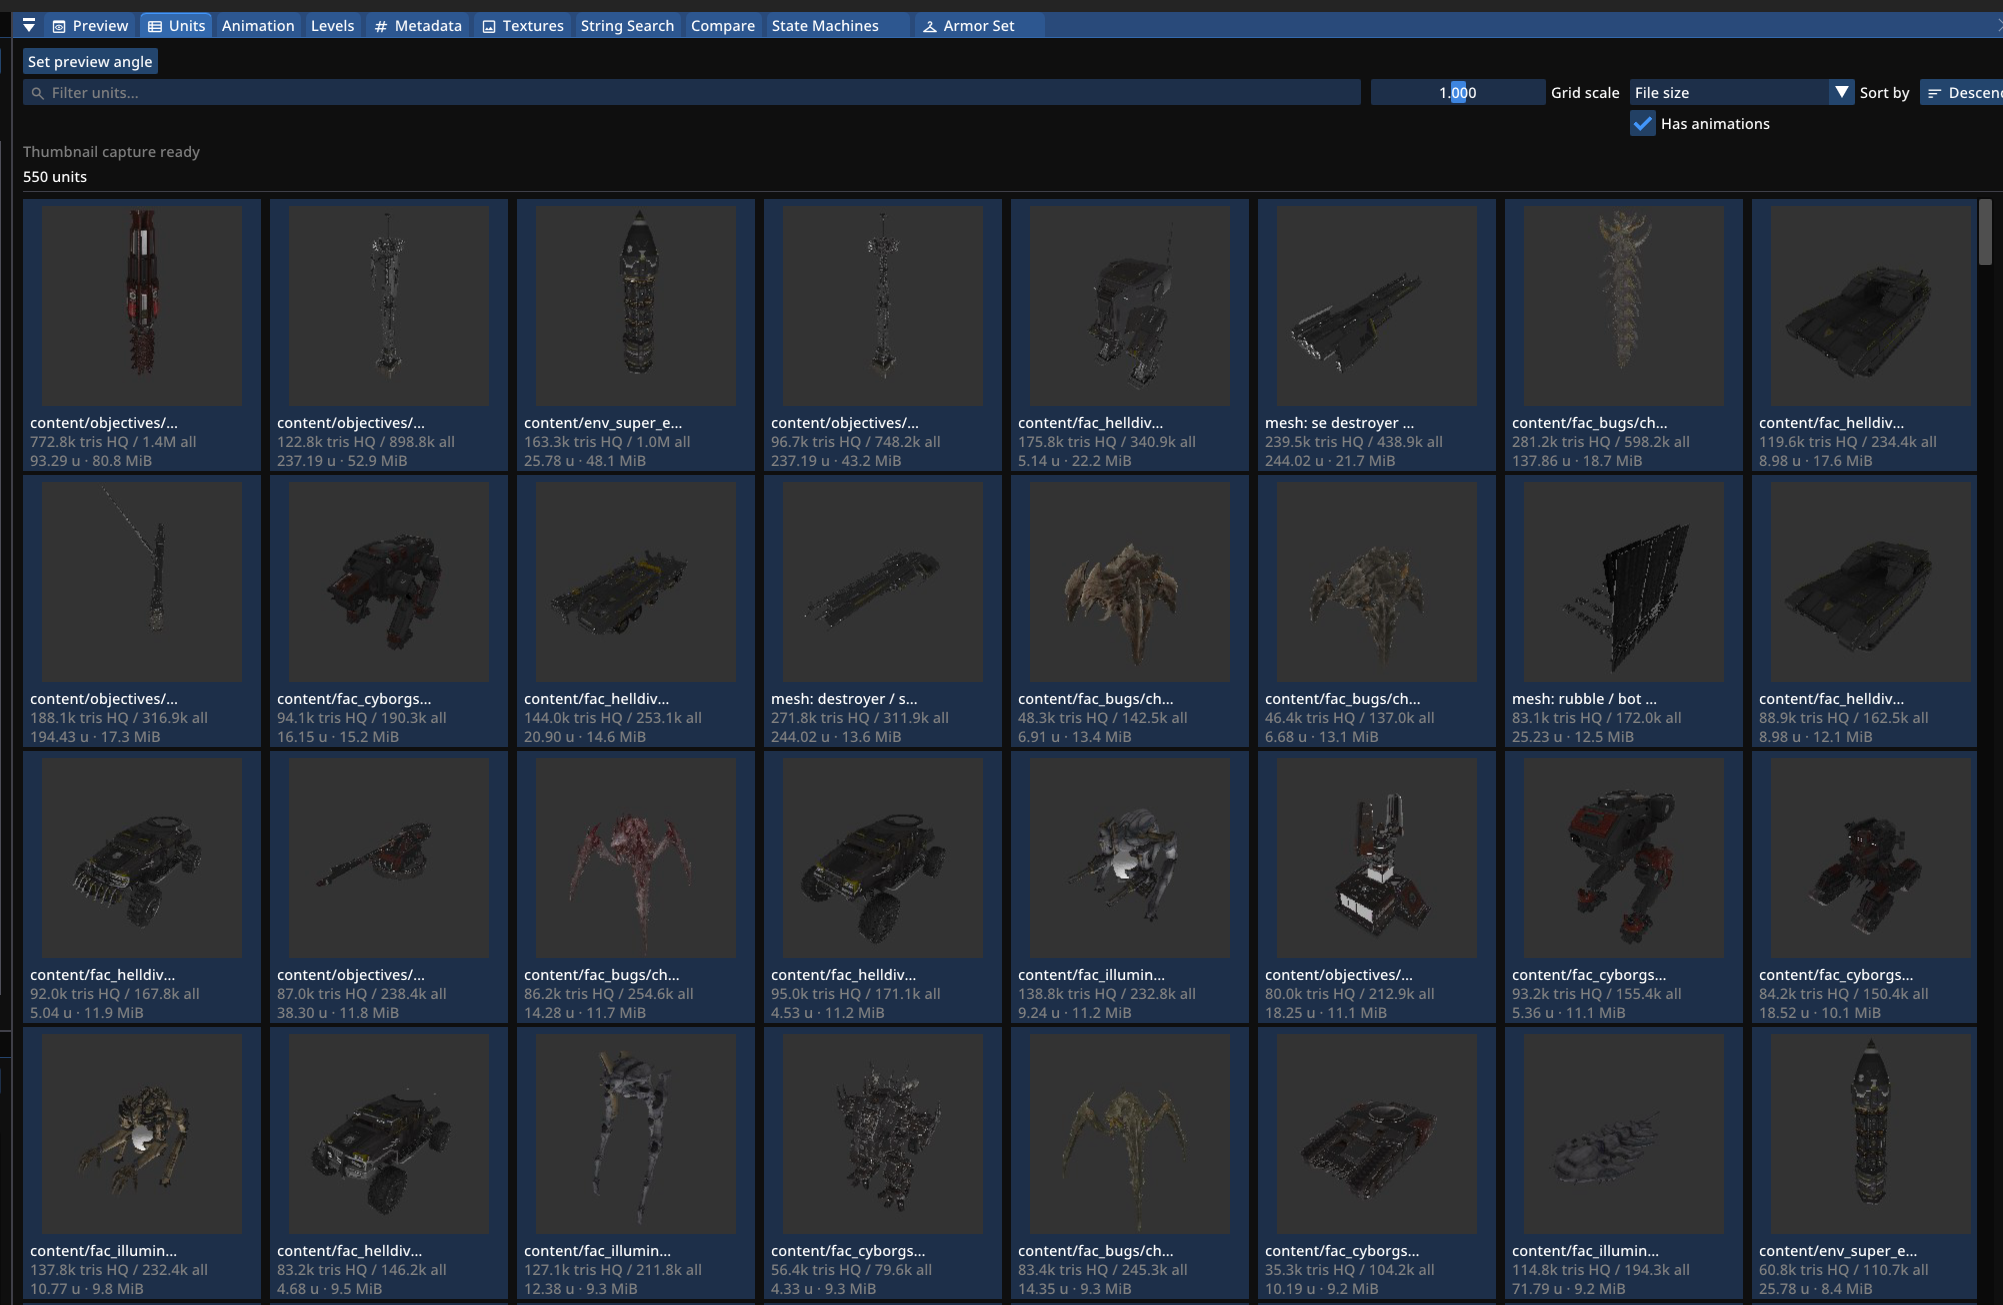 Preview Units Animation Levels Metadata Textures String Search Compare State Machines Armor Set
Set preview angle
Filter units... 1.000 Grid scale File size Sort by Descend
Has animations
Thumbnail capture ready
550 units
content/objectives/... content/objectives/... content/env_super_e... content/objectives/... content/fac_helldiv... mesh: se destroyer ... content/fac_bugs/ch... content/fac_helldiv...
772.8k tris HQ / 1.4M all 122.8k tris HQ / 898.8k all 163.3k tris HQ / 1.0M all 96.7k tris HQ / 748.2k all 175.8k tris HQ / 340.9k all 239.5k tris HQ / 438.9k all 281.2k tris HQ / 598.2k all 119.6k tris HQ / 234.4k all
93.29 u · 80.8 MiB 237.19 u · 52.9 MiB 25.78 u · 48.1 MiB 237.19 u · 43.2 MiB 5.14 u · 22.2 MiB 244.02 u · 21.7 MiB 137.86 u · 18.7 MiB 8.98 u · 17.6 MiB
content/objectives/... content/fac_cyborgs... content/fac_helldiv... mesh: destroyer / s... content/fac_bugs/ch... content/fac_bugs/ch... mesh: rubble / bot ... content/fac_helldiv...
188.1k tris HQ / 316.9k all 94.1k tris HQ / 190.3k all 144.0k tris HQ / 253.1k all 271.8k tris HQ / 311.9k all 48.3k tris HQ / 142.5k all 46.4k tris HQ / 137.0k all 83.1k tris HQ / 172.0k all 88.9k tris HQ / 162.5k all
194.43 u · 17.3 MiB 16.15 u · 15.2 MiB 20.90 u · 14.6 MiB 244.02 u · 13.6 MiB 6.91 u · 13.4 MiB 6.68 u · 13.1 MiB 25.23 u · 12.5 MiB 8.98 u · 12.1 MiB
content/fac_helldiv... content/objectives/... content/fac_bugs/ch... content/fac_helldiv... content/fac_illumin... content/objectives/... content/fac_cyborgs... content/fac_cyborgs...
92.0k tris HQ / 167.8k all 87.0k tris HQ / 238.4k all 86.2k tris HQ / 254.6k all 95.0k tris HQ / 171.1k all 138.8k tris HQ / 232.8k all 80.0k tris HQ / 212.9k all 93.2k tris HQ / 155.4k all 84.2k tris HQ / 150.4k all
5.04 u · 11.9 MiB 38.30 u · 11.8 MiB 14.28 u · 11.7 MiB 4.53 u · 11.2 MiB 9.24 u · 11.2 MiB 18.25 u · 11.1 MiB 5.36 u · 11.1 MiB 18.52 u · 10.1 MiB
content/fac_illumin... content/fac_helldiv... content/fac_illumin... content/fac_cyborgs... content/fac_bugs/ch... content/fac_cyborgs... content/fac_illumin... content/env_super_e...
137.8k tris HQ / 232.4k all 83.2k tris HQ / 146.2k all 127.1k tris HQ / 211.8k all 56.4k tris HQ / 79.6k all 83.4k tris HQ / 245.3k all 35.3k tris HQ / 104.2k all 114.8k tris HQ / 194.3k all 60.8k tris HQ / 110.7k all
10.77 u · 9.8 MiB 4.68 u · 9.5 MiB 12.38 u · 9.3 MiB 4.33 u · 9.3 MiB 14.35 u · 9.3 MiB 10.19 u · 9.2 MiB 71.79 u · 9.2 MiB 25.78 u · 8.4 MiB